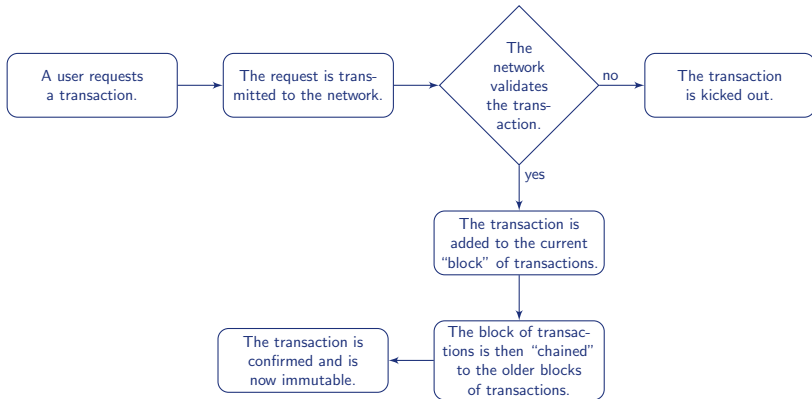 A user requests
a transaction.
The request is trans-
mitted to the network.
The
network
validates
the trans-
action.
no
The transaction
is kicked out.
yes
The transaction is
added to the current
“block” of transactions.
The block of transac-
tions is then “chained”
to the older blocks
of transactions.
The transaction is
confirmed and is
now immutable.